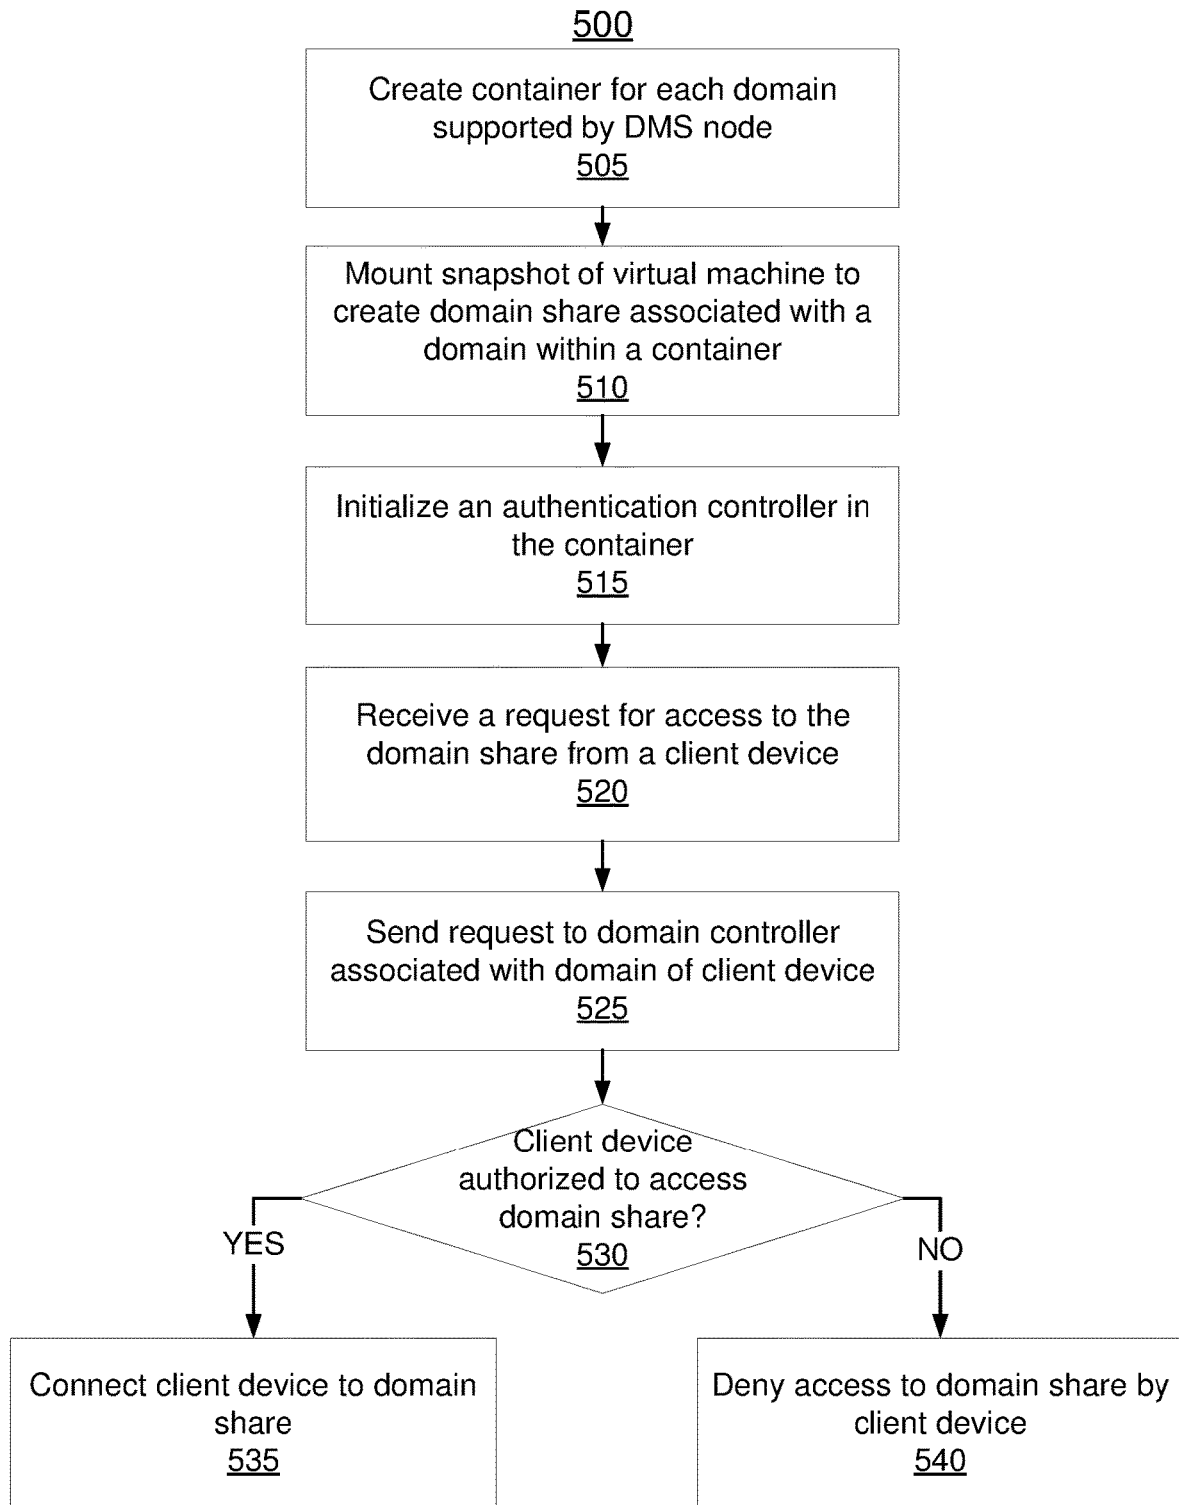 500
Create container for each domain
supported by DMS node
505
Mount snapshot of virtual machine to
create domain share associated with a
domain within a container
510
Initialize an authentication controller in
the container
515
Receive a request for access to the
domain share from a client device
520
Send request to domain controller
associated with domain of client device
525
Client device
authorized to access
domain share?
530
YES
NO
Connect client device to domain
share
535
Deny access to domain share by
client device
540